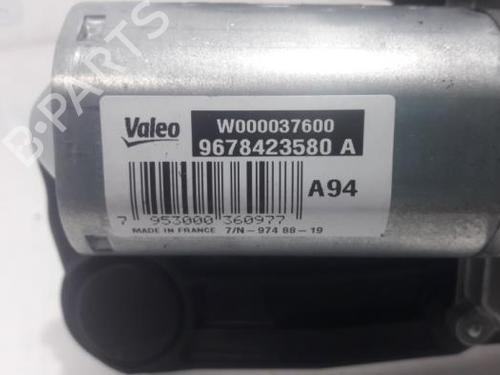 B-PARTS
Valeo
W000037600
9678423580 A
A94
7 953000 360977
MADE IN FRANCE 7/N-974 88-19